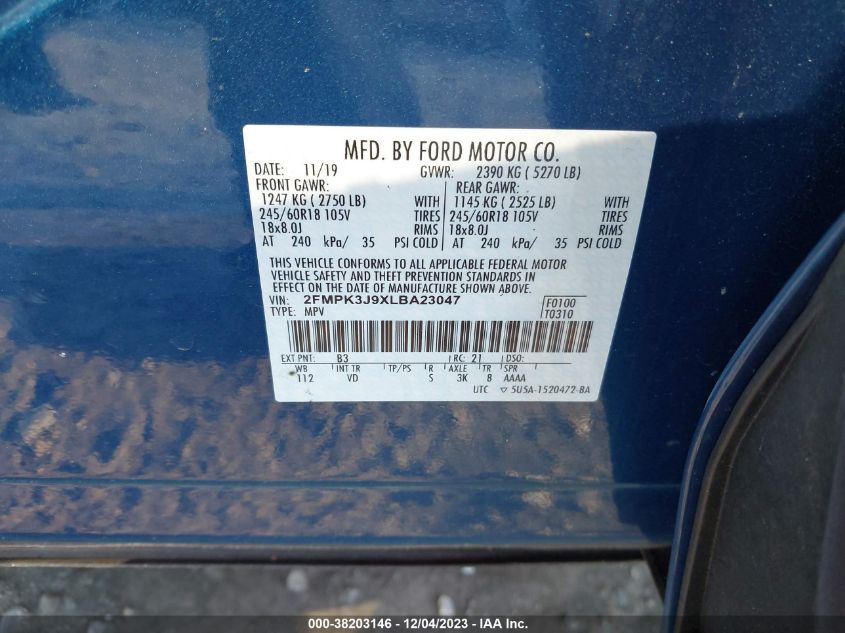 MFD. BY FORD MOTOR CO.
DATE: 11/19 GVWR: 2390 KG ( 5270 LB)
FRONT GAWR: REAR GAWR:
1247 KG ( 2750 LB) WITH 1145 KG ( 2525 LB) WITH
245/60R18 105V TIRES 245/60R18 105V TIRES
18x8.0J RIMS 18x8.0J RIMS
AT 240 kPa/ 35 PSI COLD AT 240 kPa/ 35 PSI COLD
THIS VEHICLE CONFORMS TO ALL APPLICABLE FEDERAL MOTOR
VEHICLE SAFETY AND THEFT PREVENTION STANDARDS IN
EFFECT ON THE DATE OF MANUFACTURE SHOWN ABOVE.
VIN: 2FMPK3J9XLBA23047 F0100
TYPE: MPV T0310
EXT PNT: B3 RC: 21 DSO:
WB INT TR TP/PS R AXLE TR SPR
112 VD S 3K 8 AAAA
UTC ▽ 5U5A-1520472-BA
000-38203146 - 12/04/2023 - IAA Inc.